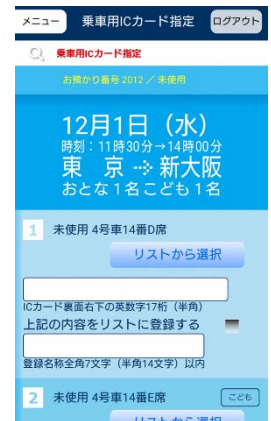 メニュー 乗車用ICカード指定 ログアウト
乗車用ICカード指定
お預かり番号 2012／未使用
12月1日（水）
時刻：11時30分→14時00分
東　京 -> 新大阪
おとな1名こども1名
1 未使用 4号車14番D席
リストから選択
ICカード裏面右下の英数字17桁（半角）
上記の内容をリストに登録する
登録名称全角7文字（半角14文字）以内
2 未使用 4号車14番E席 こども
リストから選択